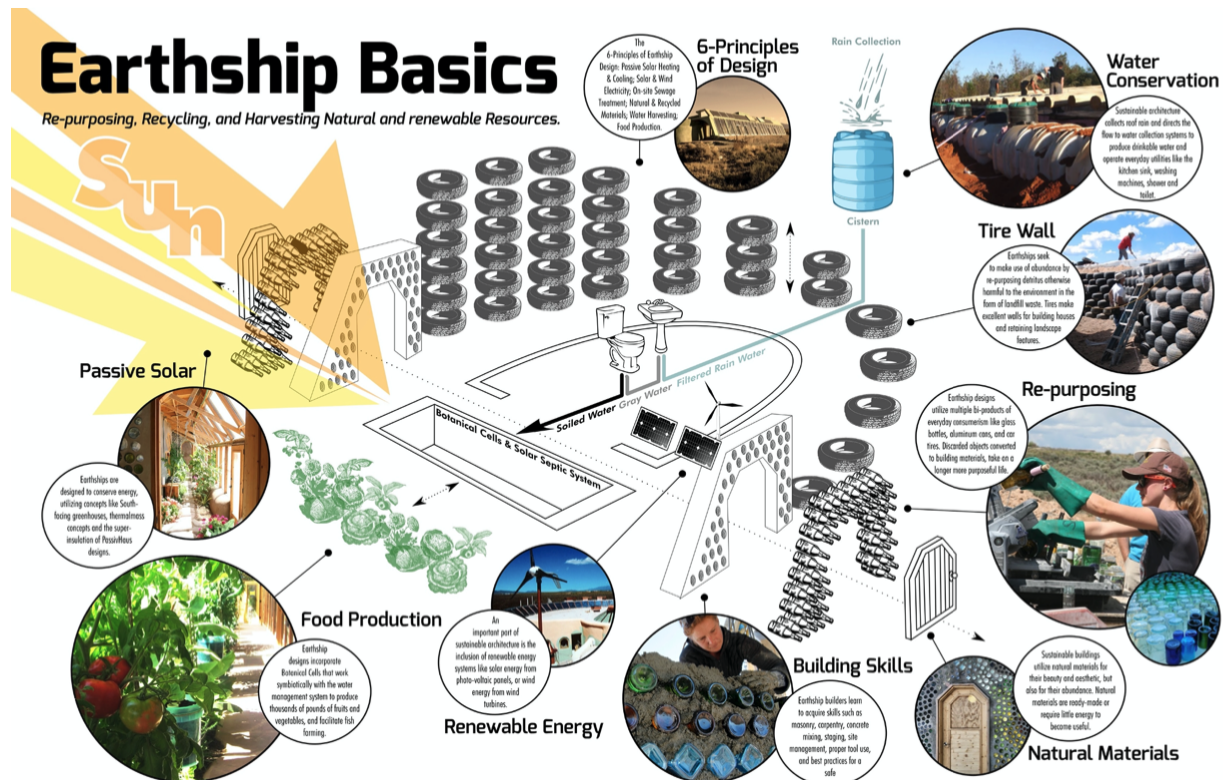 Earthship Basics
Re-purposing, Recycling, and Harvesting Natural and renewable Resources.
Sun
The
6-Principles of Earthship
Design: Passive Solar Heating
& Cooling; Solar & Wind
Electricity; On-site Sewage
Treatment; Natural & Recycled
Materials; Water Harvesting;
Food Production.
6-Principles
of Design
Rain Collection
Cistern
Water
Conservation
Sustainable architecture
collects roof rain and directs the
flow to water collection systems to
produce drinkable water and
operate everyday utilities like the
kitchen sink, washing
machines, shower and
toilet.
Tire Wall
Earthships seek
to make use of abundance by
re-purposing detritus otherwise
harmful to the environment in the
form of landfill waste. Tires make
excellent walls for building houses
and retaining landscape
features.
Passive Solar
Earthships are
designed to conserve energy,
utilizing concepts like South-
facing greenhouses, thermalmass
concepts and the super-
insulation of PassivHaus
designs.
Soiled Water
Gray Water
Filtered Rain Water
Botanical Cells & Solar Septic System
Re-purposing
Earthship designs
utilize multiple bi-products of
everyday consumerism like glass
bottles, aluminum cans, and car
tires. Discarded objects converted
to building materials, take on a
longer more purposeful life.
Food Production
Earthship
designs incorporate
Botanical Cells that work
symbiotically with the water
management system to produce
thousands of pounds of fruits and
vegetables, and facilitate fish
farming.
An
important part of
sustainable architecture is the
inclusion of renewable energy
systems like solar energy from
photo-voltaic panels, or wind
energy from wind
turbines.
Renewable Energy
Building Skills
Earthship builders learn
to acquire skills such as
masonry, carpentry, concrete
mixing, staging, site
management, proper tool use,
and best practices for a
safe
Sustainable buildings
utilize natural materials for
their beauty and aesthetic, but
also for their abundance. Natural
materials are ready-made or
require little energy to
become useful.
Natural Materials